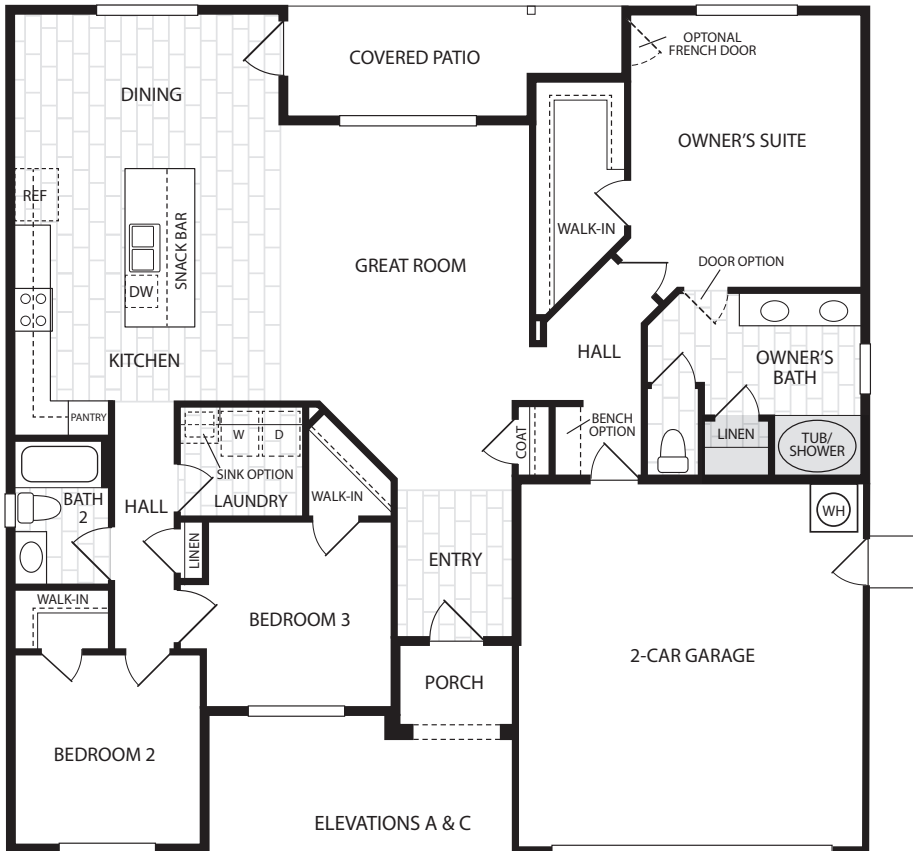 OPTIONAL
FRENCH DOOR
COVERED PATIO
DINING
OWNER'S SUITE
REF
SNACK BAR
WALK-IN
DOOR OPTION
GREAT ROOM
DW
KITCHEN
HALL
OWNER'S
BATH
PANTRY
W
D
COAT
BENCH
OPTION
LINEN
TUB/
SHOWER
SINK OPTION
LAUNDRY
WALK-IN
BATH
2
HALL
WH
LINEN
ENTRY
WALK-IN
BEDROOM 3
2-CAR GARAGE
PORCH
BEDROOM 2
ELEVATIONS A & C